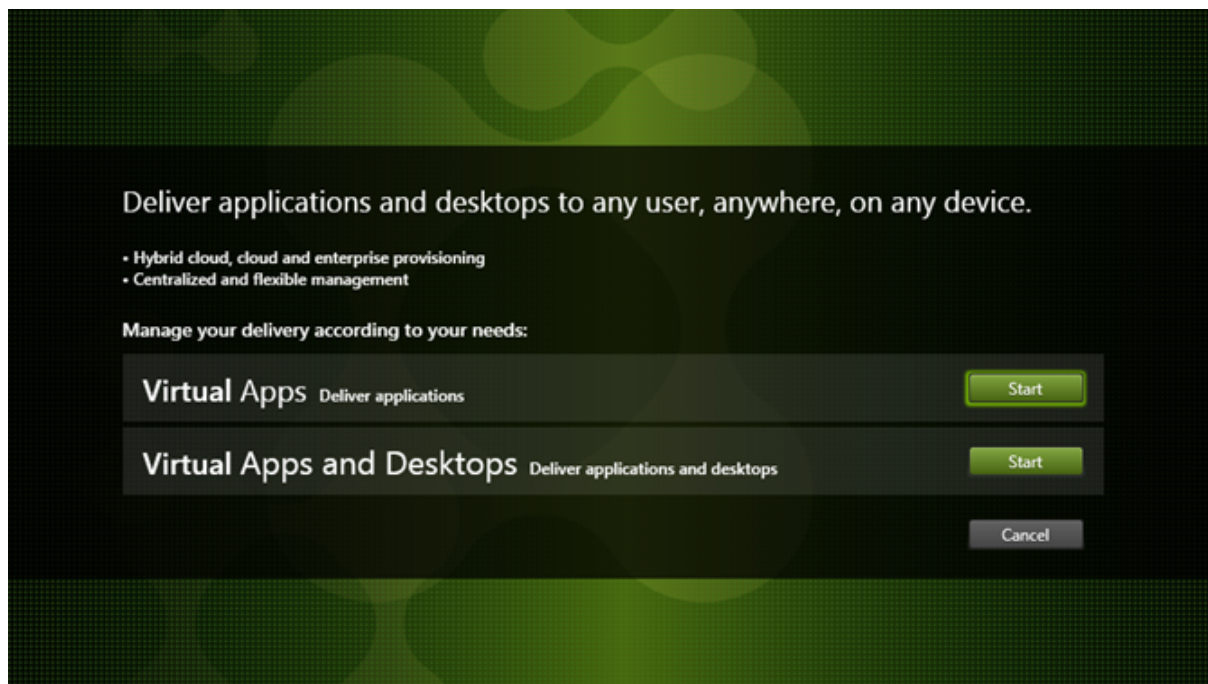 Deliver applications and desktops to any user, anywhere, on any device.
• Hybrid cloud, cloud and enterprise provisioning
• Centralized and flexible management
Manage your delivery according to your needs:
Virtual Apps Deliver applications Start
Virtual Apps and Desktops Deliver applications and desktops Start
Cancel